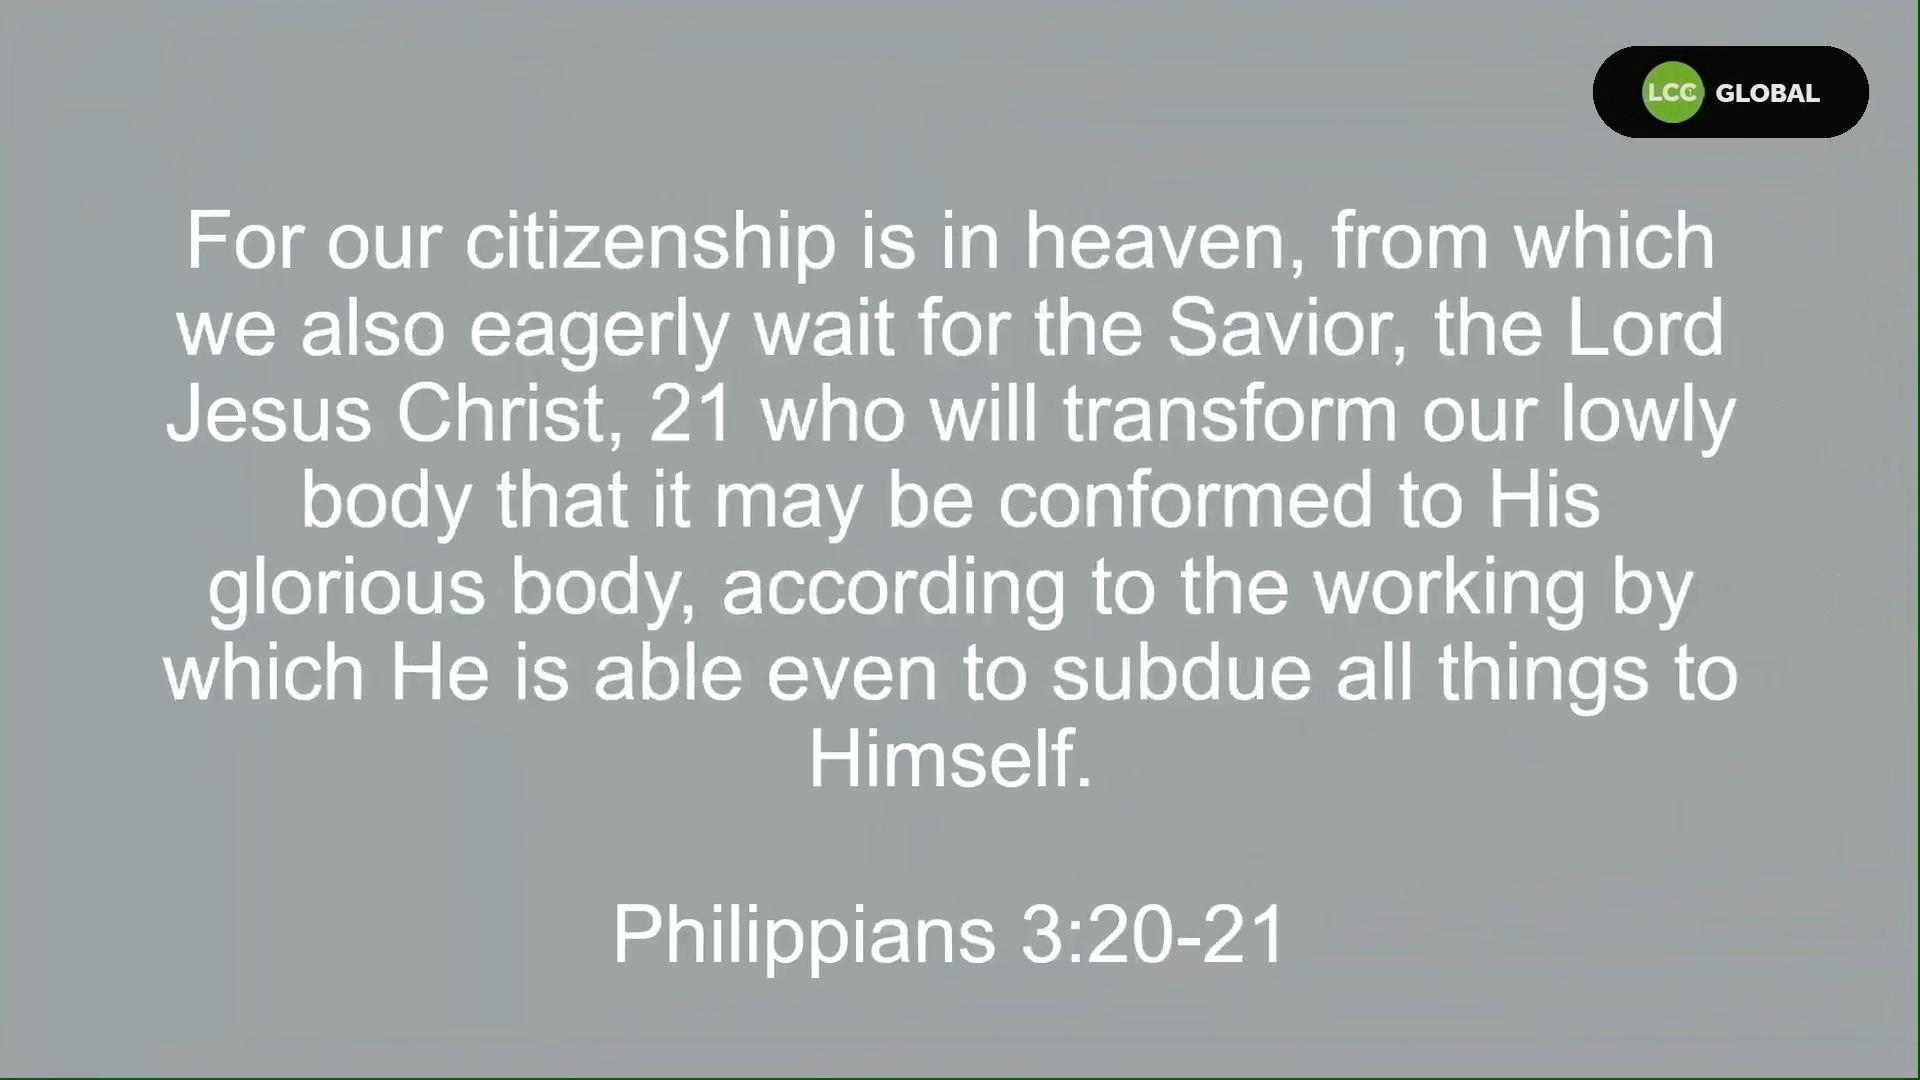 LCC GLOBAL
For our citizenship is in heaven, from which
we also eagerly wait for the Savior, the Lord
Jesus Christ, 21 who will transform our lowly
body that it may be conformed to His
glorious body, according to the working by
which He is able even to subdue all things to
Himself.
Philippians 3:20-21